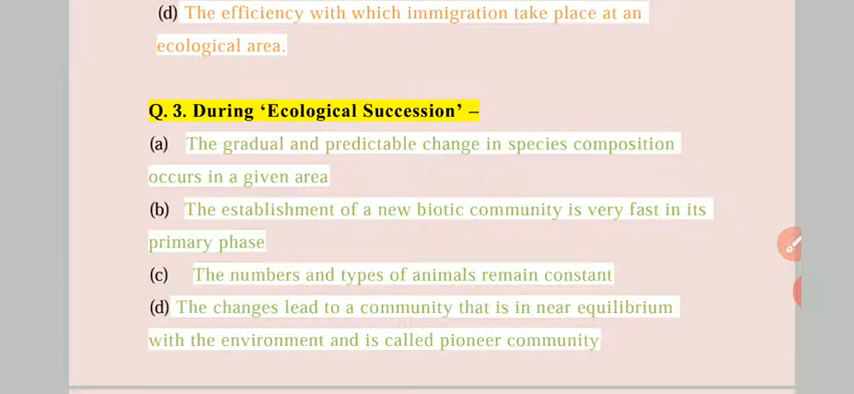 (d) The efficiency with which immigration take place at an
ecological area.
Q. 3. During ‘Ecological Succession’ –
(a) The gradual and predictable change in species composition
occurs in a given area
(b) The establishment of a new biotic community is very fast in its
primary phase
(c) The numbers and types of animals remain constant
(d) The changes lead to a community that is in near equilibrium
with the environment and is called pioneer community